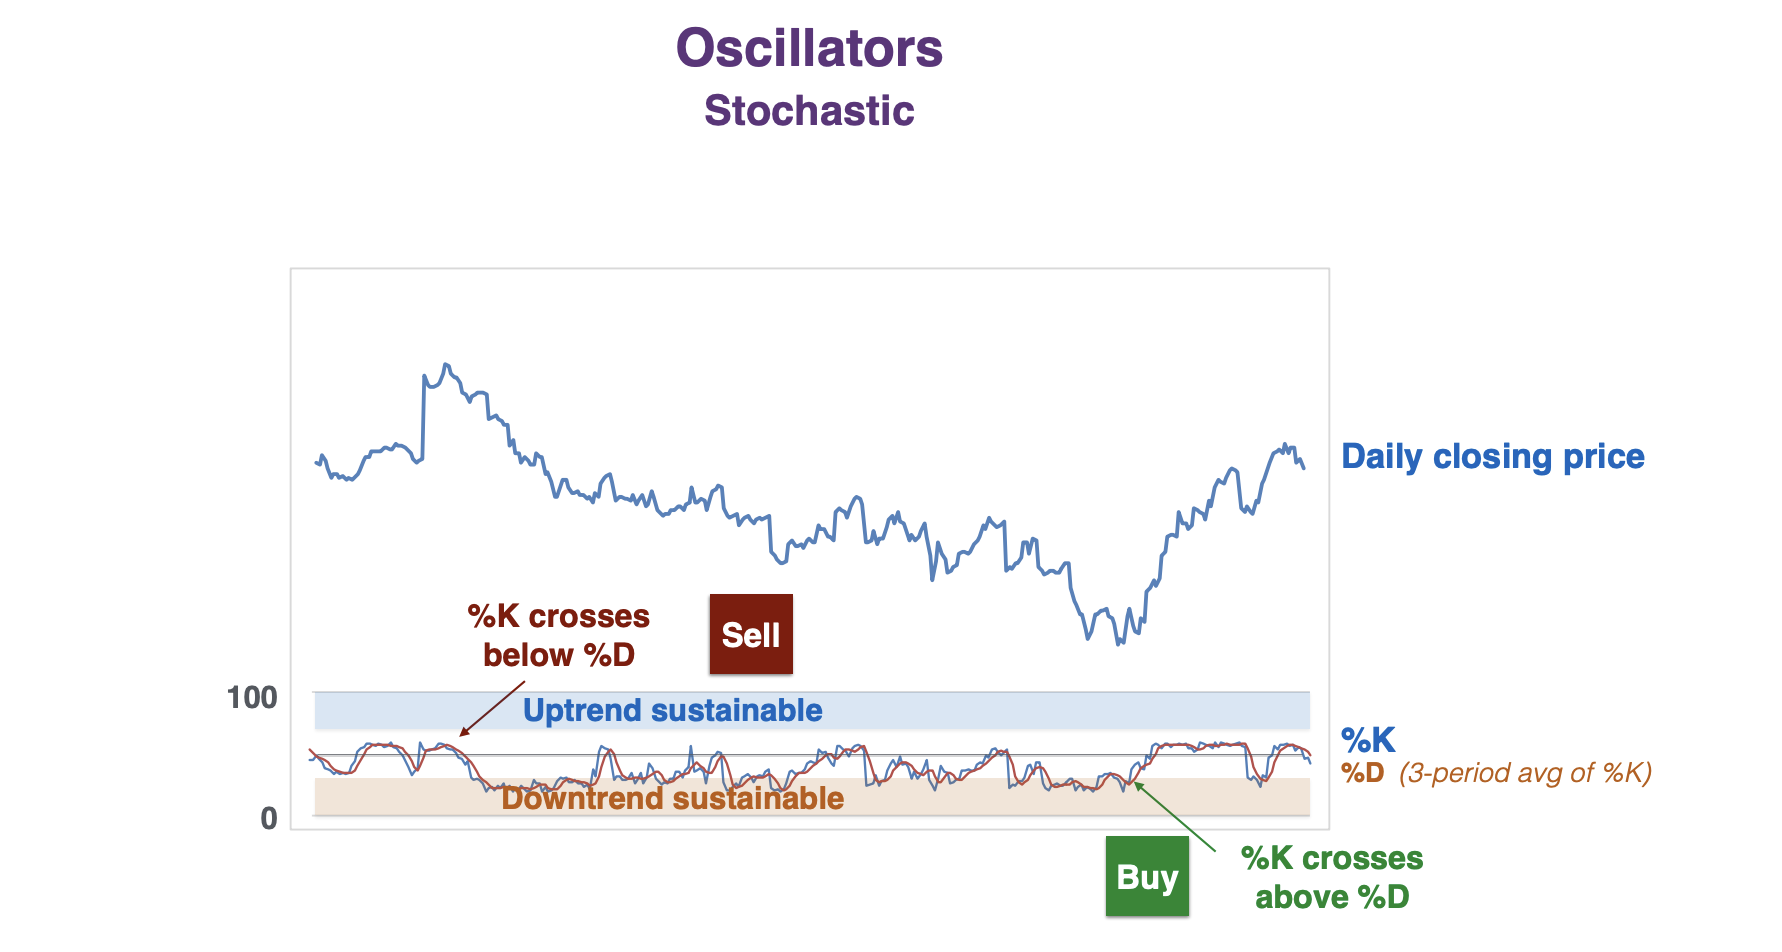 Oscillators
Stochastic
Daily closing price
%K crosses
below %D
Sell
100
Uptrend sustainable
%K
%D (3-period avg of %K)
Downtrend sustainable
0
Buy
%K crosses
above %D